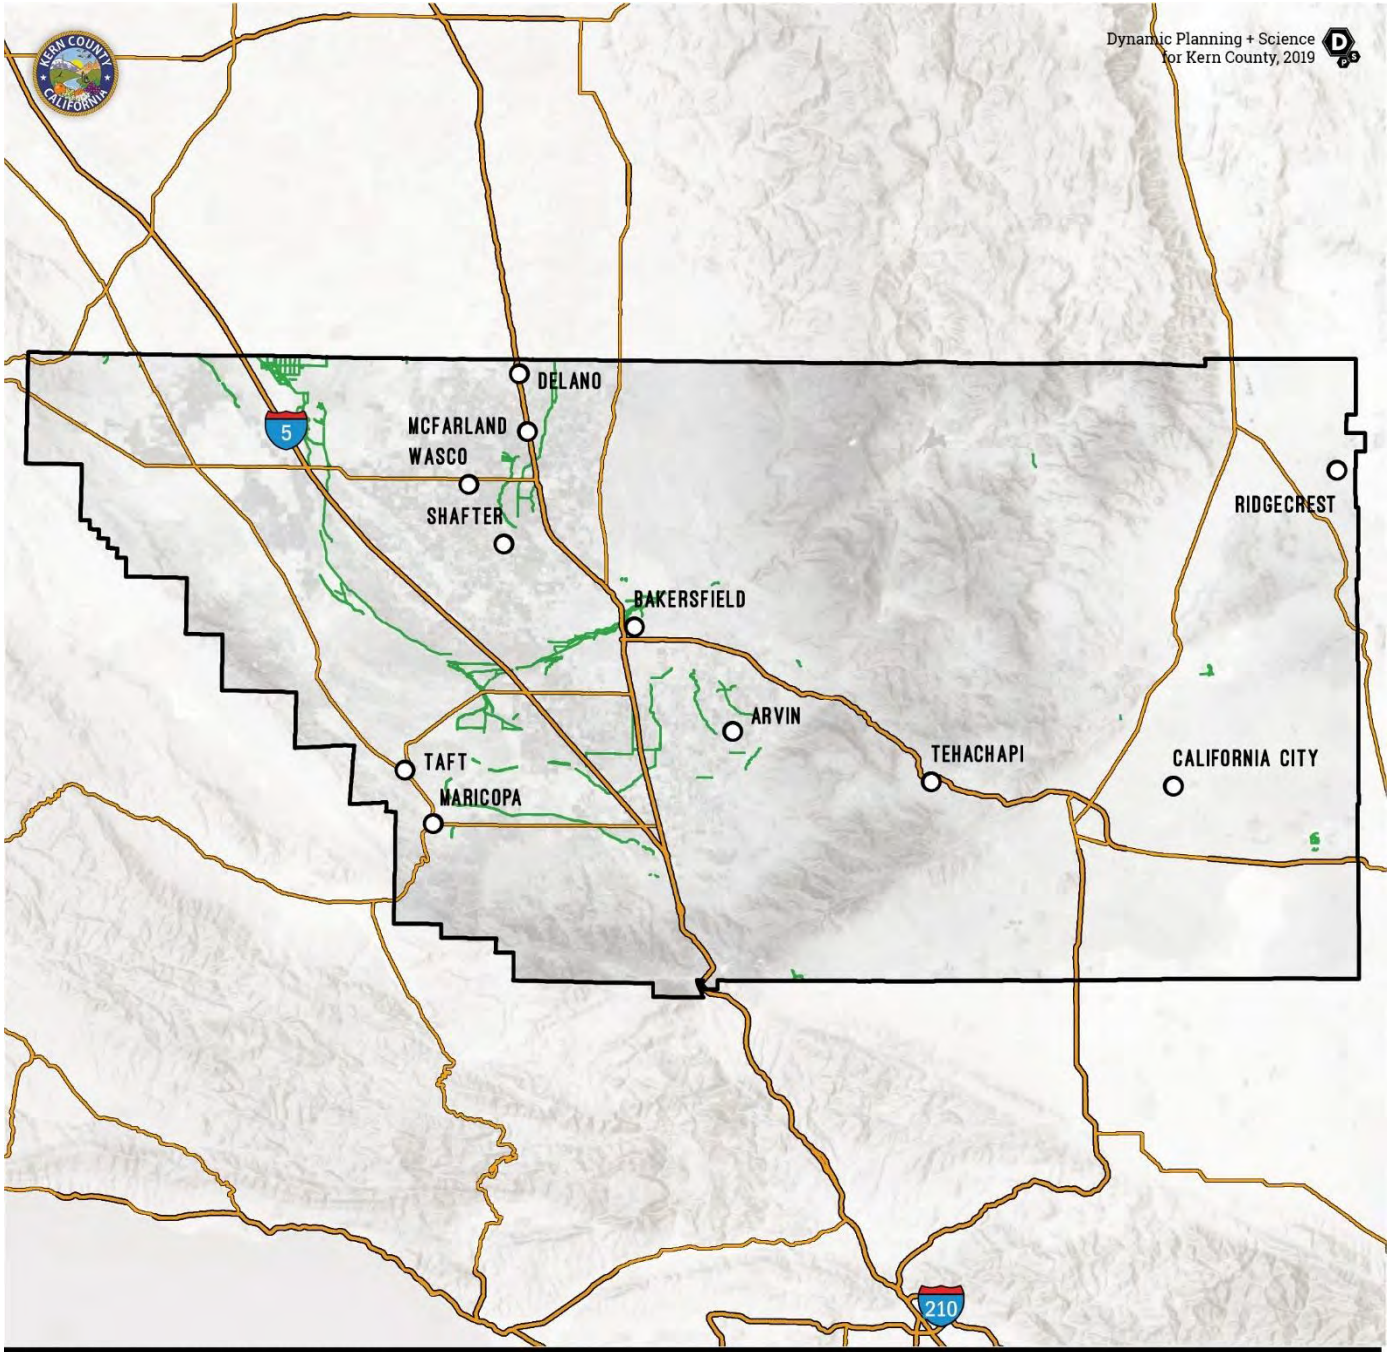 KERN COUNTY
CALIFORNIA
Dynamic Planning + Science
for Kern County, 2019
D
P S
DELANO
MCFARLAND
5
WASCO
RIDGECREST
SHAFTER
BAKERSFIELD
ARVIN
TEHACHAPI
TAFT
CALIFORNIA CITY
MARICOPA
210